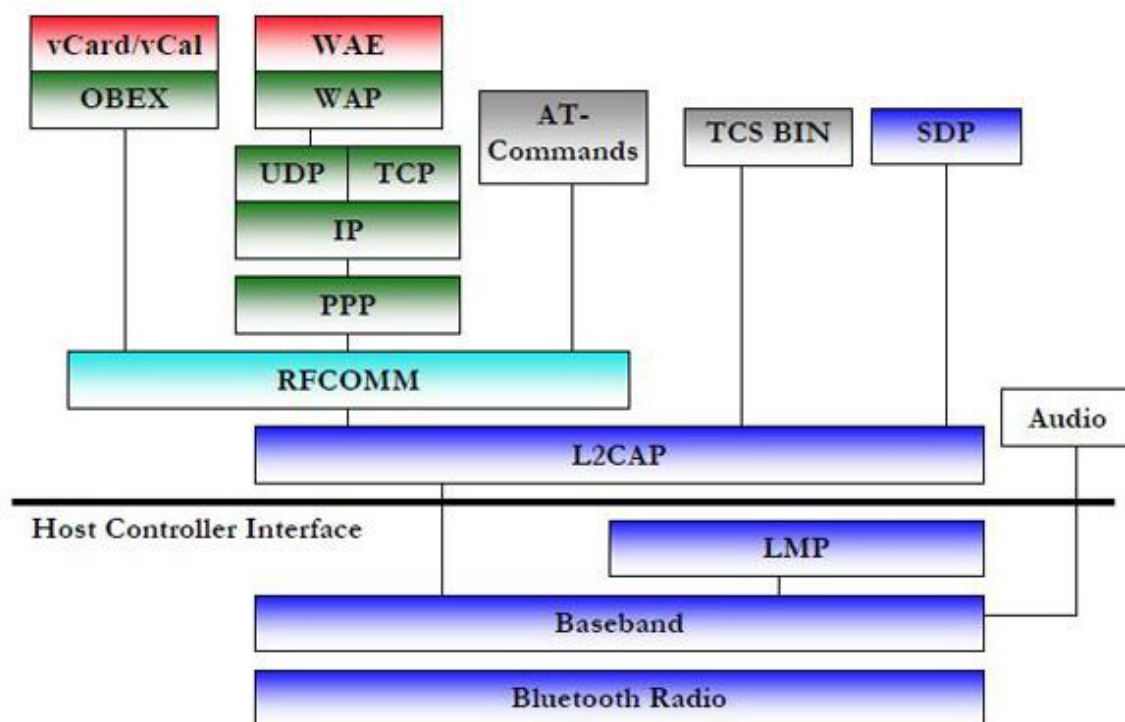 vCard/vCal
OBEX
WAE
WAP
UDP
TCP
IP
PPP
AT-
Commands
TCS BIN
SDP
RFCOMM
Audio
L2CAP
Host Controller Interface
LMP
Baseband
Bluetooth Radio